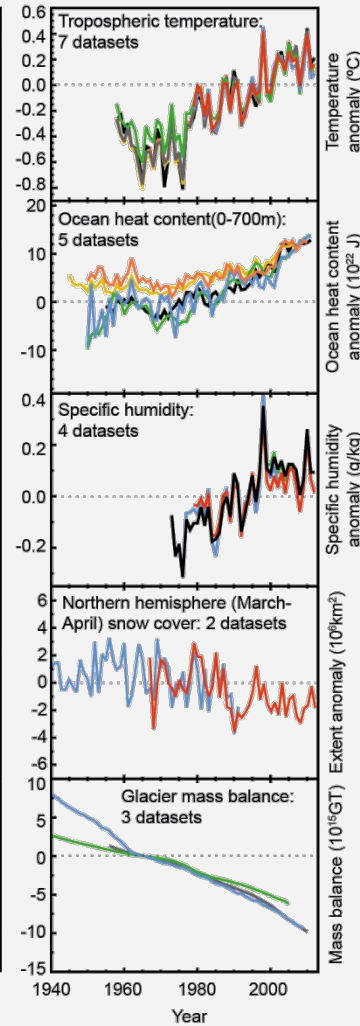 0.6
Tropospheric temperature:
7 datasets
0.4
0.2
0.0
-0.2
-0.4
-0.6
-0.8
Temperature
anomaly (ºC)
20
Ocean heat content(0-700m):
5 datasets
10
0
-10
Ocean heat content
anomaly (10²² J)
0.4
Specific humidity:
4 datasets
0.2
0.0
-0.2
Specific humidity
anomaly (g/kg)
6
Northern hemisphere (March-
April) snow cover: 2 datasets
4
2
0
-2
-4
-6
Extent anomaly (10⁶km²)
10
Glacier mass balance:
3 datasets
5
0
-5
-10
-15
Mass balance (10¹⁵GT)
1940 1960 1980 2000
Year